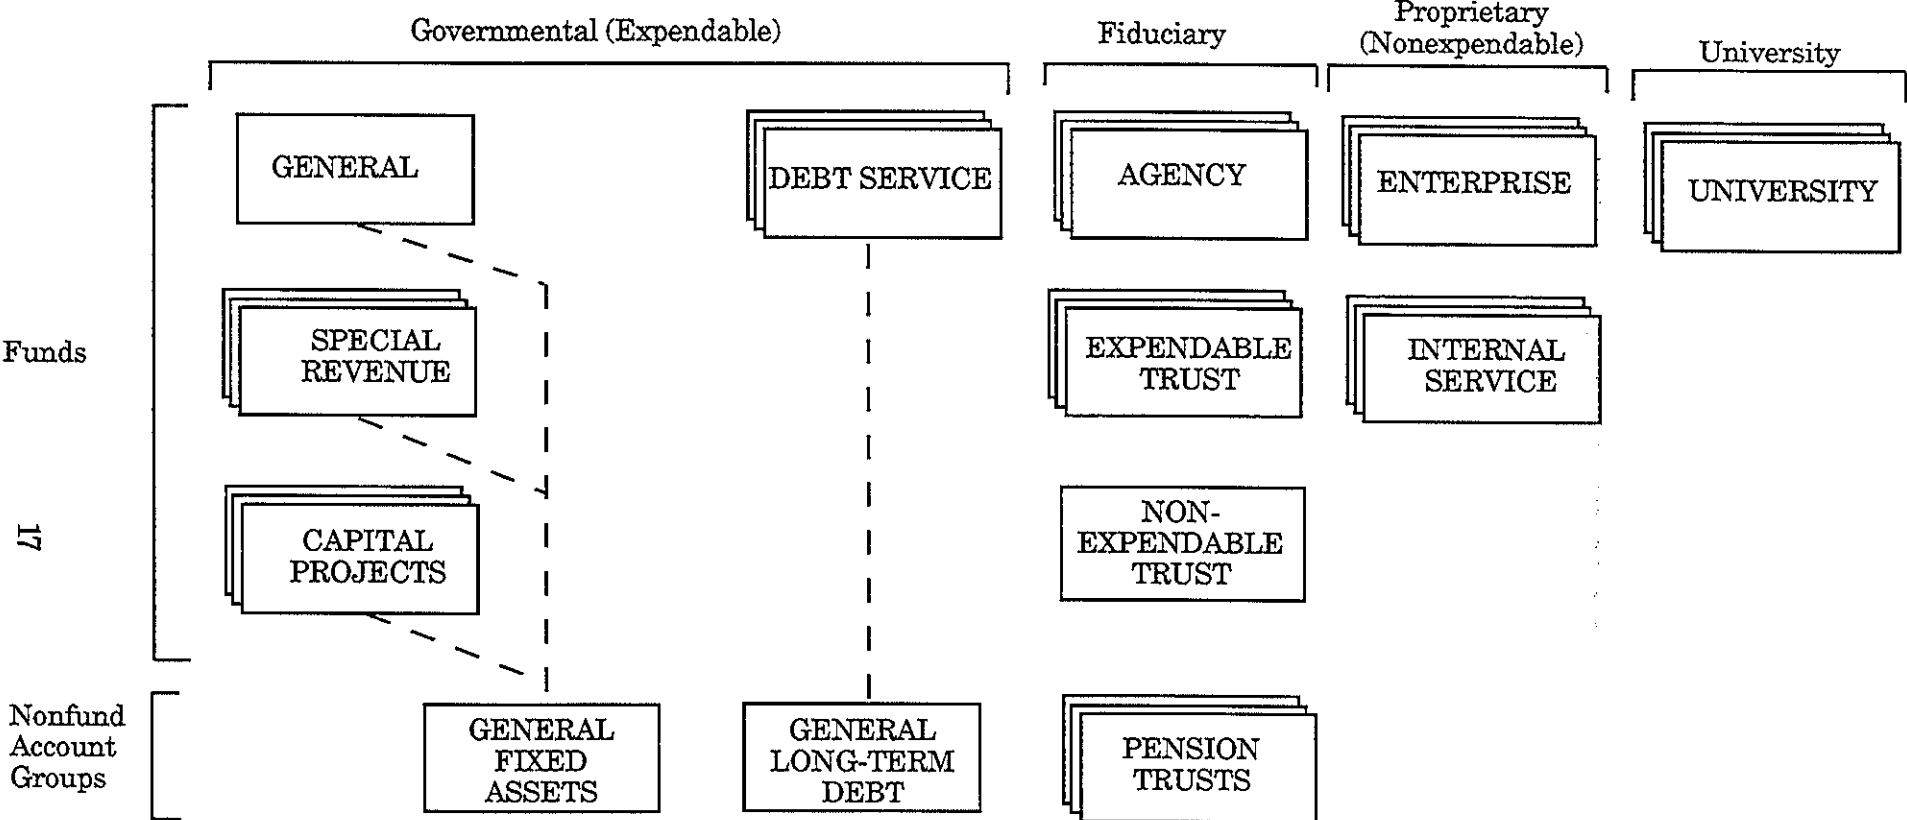 Governmental (Expendable)
Fiduciary
Proprietary
(Nonexpendable)
University
GENERAL
DEBT SERVICE
AGENCY
ENTERPRISE
UNIVERSITY
Funds
SPECIAL
REVENUE
EXPENDABLE
TRUST
INTERNAL
SERVICE
17
CAPITAL
PROJECTS
NON-
EXPENDABLE
TRUST
Nonfund
Account
Groups
GENERAL
FIXED
ASSETS
GENERAL
LONG-TERM
DEBT
PENSION
TRUSTS